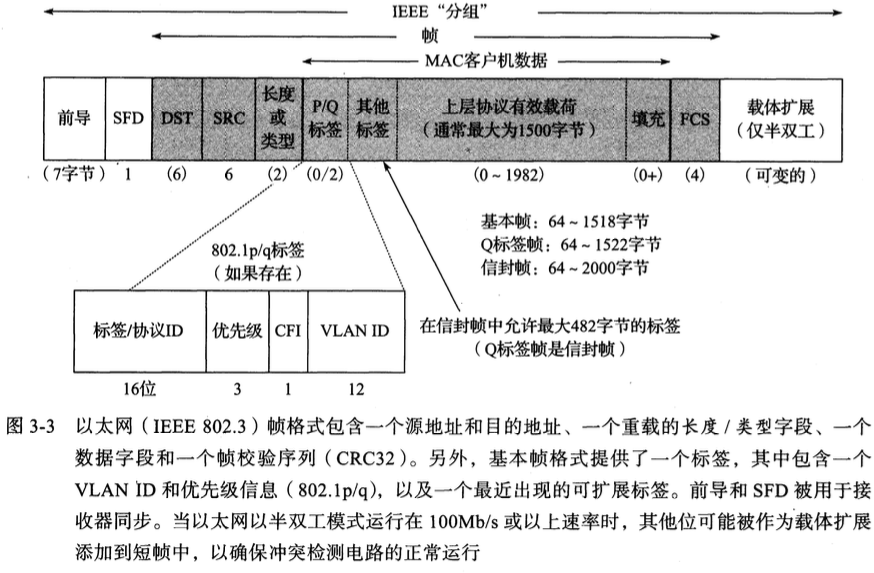 IEEE“分组”
帧
MAC客户机数据
前导 SFD DST SRC 长度或类型 P/Q标签 其他标签 上层协议有效载荷（通常最大为1500字节） 填充 FCS 载体扩展（仅半双工）
（7字节） 1 (6) 6 (2) (0/2) (0~1982) (0+) (4) （可变的）
基本帧：64~1518字节
Q标签帧：64~1522字节
信封帧：64~2000字节
802.1p/q标签
（如果存在）
标签/协议ID 优先级 CFI VLAN ID
16位 3 1 12
在信封帧中允许最大482字节的标签
（Q标签帧是信封帧）
图 3-3 以太网（IEEE 802.3）帧格式包含一个源地址和目的地址、一个重载的长度/类型字段、一个
数据字段和一个帧校验序列（CRC32）。另外，基本帧格式提供了一个标签，其中包含一个
VLAN ID 和优先级信息（802.1p/q），以及一个最近出现的可扩展标签。前导和 SFD 被用于接
收器同步。当以太网以半双工模式运行在 100Mb/s 或以上速率时，其他位可能被作为载体扩展
添加到短帧中，以确保冲突检测电路的正常运行